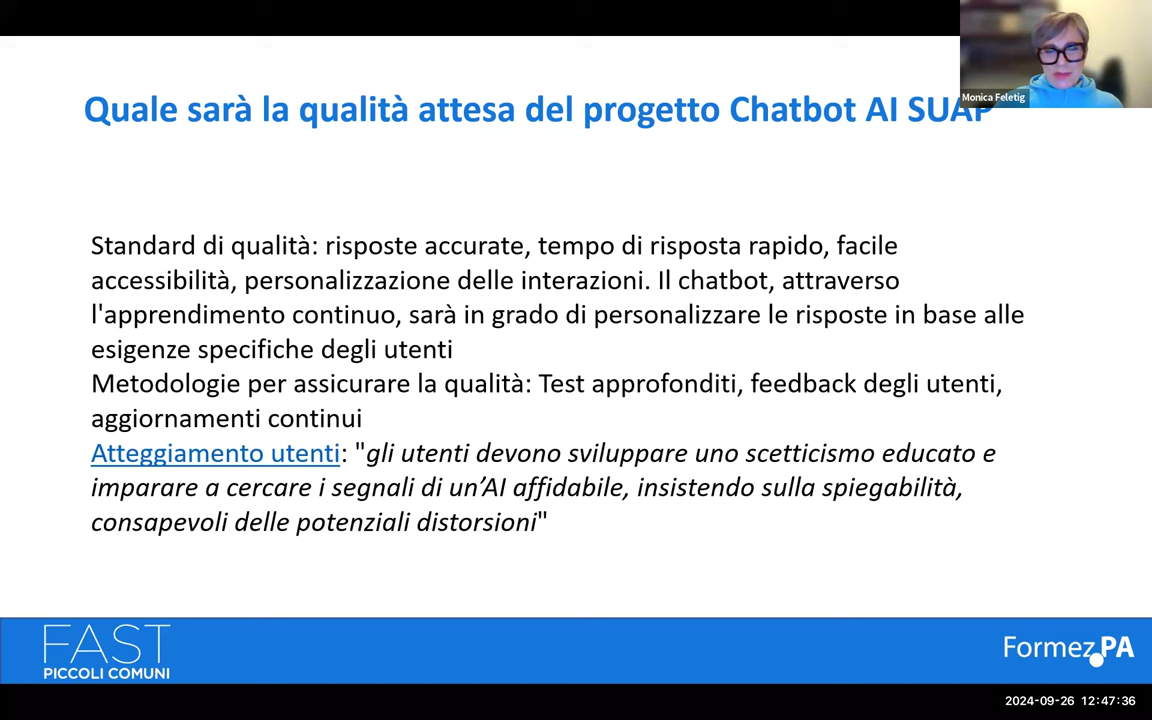 Monica Feletig
Quale sarà la qualità attesa del progetto Chatbot AI SUAP
Standard di qualità: risposte accurate, tempo di risposta rapido, facile
accessibilità, personalizzazione delle interazioni. Il chatbot, attraverso
l'apprendimento continuo, sarà in grado di personalizzare le risposte in base alle
esigenze specifiche degli utenti
Metodologie per assicurare la qualità: Test approfonditi, feedback degli utenti,
aggiornamenti continui
Atteggiamento utenti: "gli utenti devono sviluppare uno scetticismo educato e
imparare a cercare i segnali di un’AI affidabile, insistendo sulla spiegabilità,
consapevoli delle potenziali distorsioni"
FAST
PICCOLI COMUNI
Formez PA
2024-09-26 12:47:36